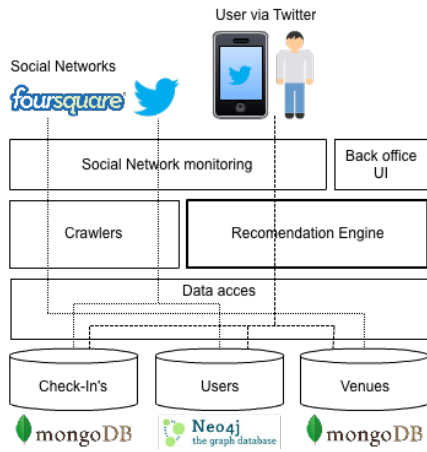 User via Twitter
Social Networks
foursquare
Social Network monitoring
Back office
UI
Crawlers
Recomendation Engine
Data acces
Check-In's
Users
Venues
mongoDB
Neo4j
the graph database
mongoDB